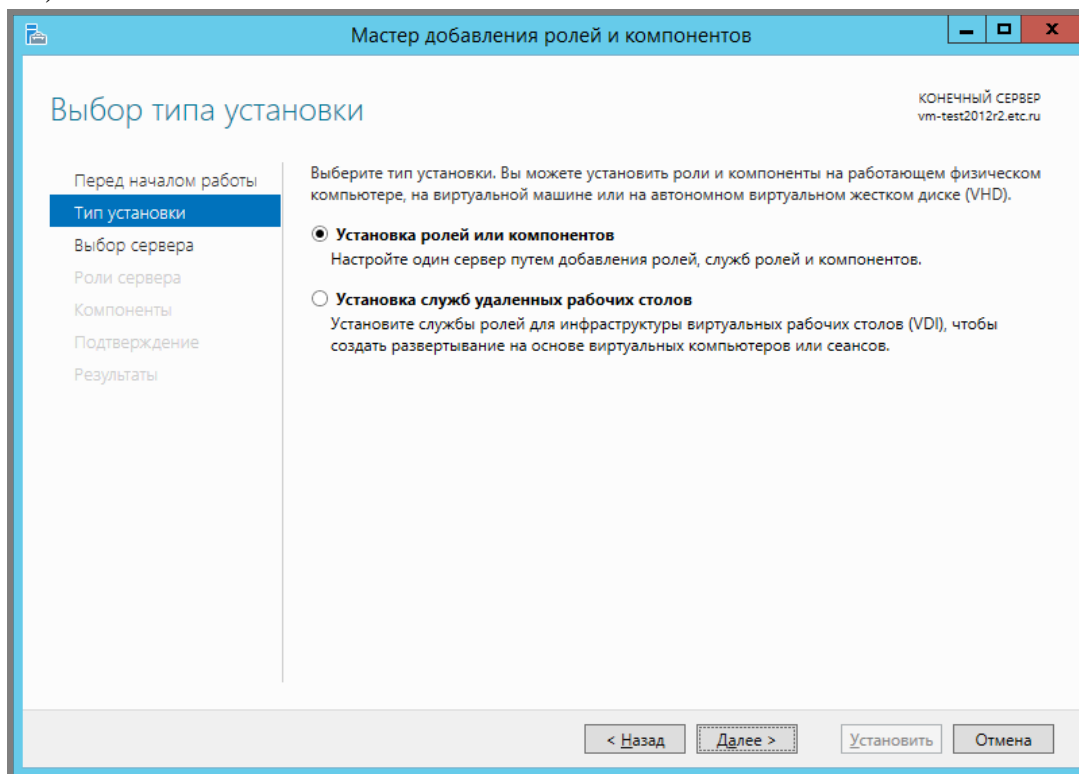 Мастер добавления ролей и компонентов
Выбор типа установки
КОНЕЧНЫЙ СЕРВЕР
vm-test2012r2.etc.ru
Перед началом работы
Тип установки
Выбор сервера
Роли сервера
Компоненты
Подтверждение
Результаты
Выберите тип установки. Вы можете установить роли и компоненты на работающем физическом
компьютере, на виртуальной машине или на автономном виртуальном жестком диске (VHD).
Установка ролей или компонентов
Настройте один сервер путем добавления ролей, служб ролей и компонентов.
Установка служб удаленных рабочих столов
Установите службы ролей для инфраструктуры виртуальных рабочих столов (VDI), чтобы
создать развертывание на основе виртуальных компьютеров или сеансов.
< Назад
Далее >
Установить
Отмена